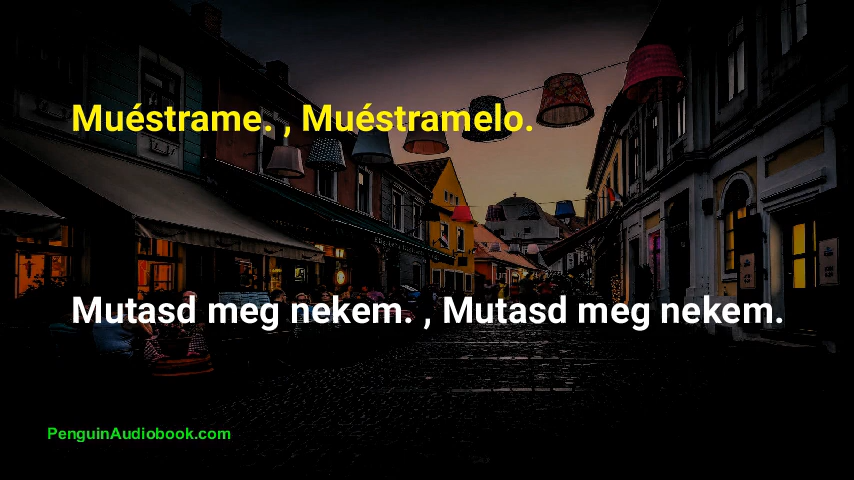 Muéstrame. , Muéstramelo.
Mutasd meg nekem. , Mutasd meg nekem.
PenguinAudiobook.com